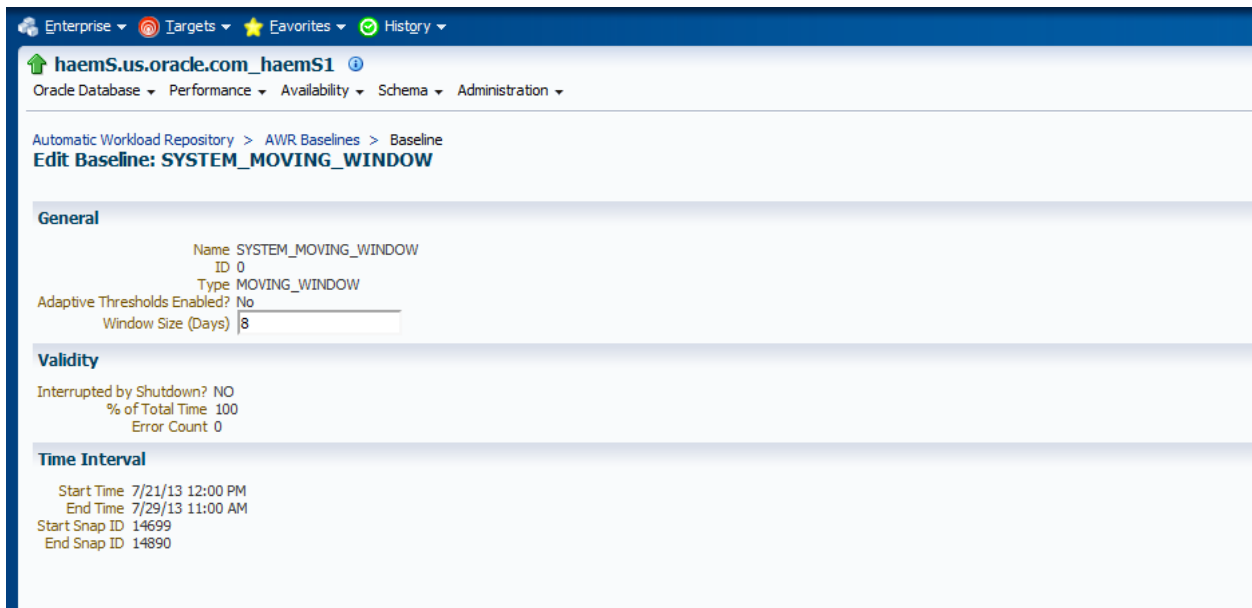 Enterprise Targets Favorites History
haemS.us.oracle.com_haemS1
Oracle Database Performance Availability Schema Administration
Automatic Workload Repository > AWR Baselines > Baseline
Edit Baseline: SYSTEM_MOVING_WINDOW
General
Name SYSTEM_MOVING_WINDOW
ID 0
Type MOVING_WINDOW
Adaptive Thresholds Enabled? No
Window Size (Days) 8
Validity
Interrupted by Shutdown? NO
% of Total Time 100
Error Count 0
Time Interval
Start Time 7/21/13 12:00 PM
End Time 7/29/13 11:00 AM
Start Snap ID 14699
End Snap ID 14890